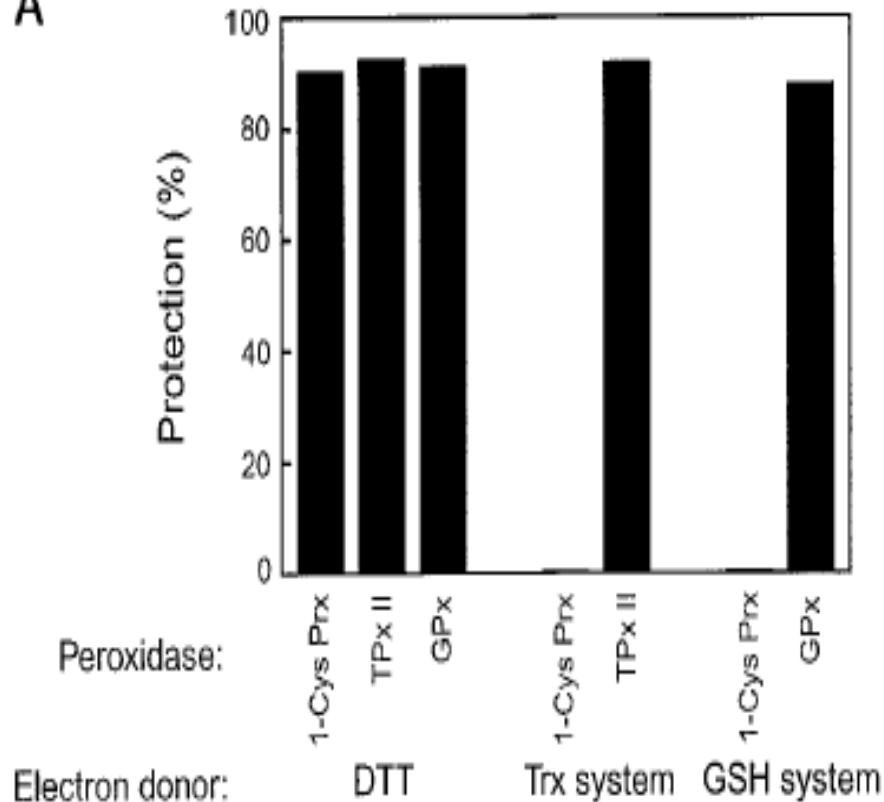 A
100
80
60
40
20
0
Protection (%)
Peroxidase:
1-Cys Prx
TPx II
GPx
1-Cys Prx
TPx II
1-Cys Prx
GPx
Electron donor: DTT Trx system GSH system